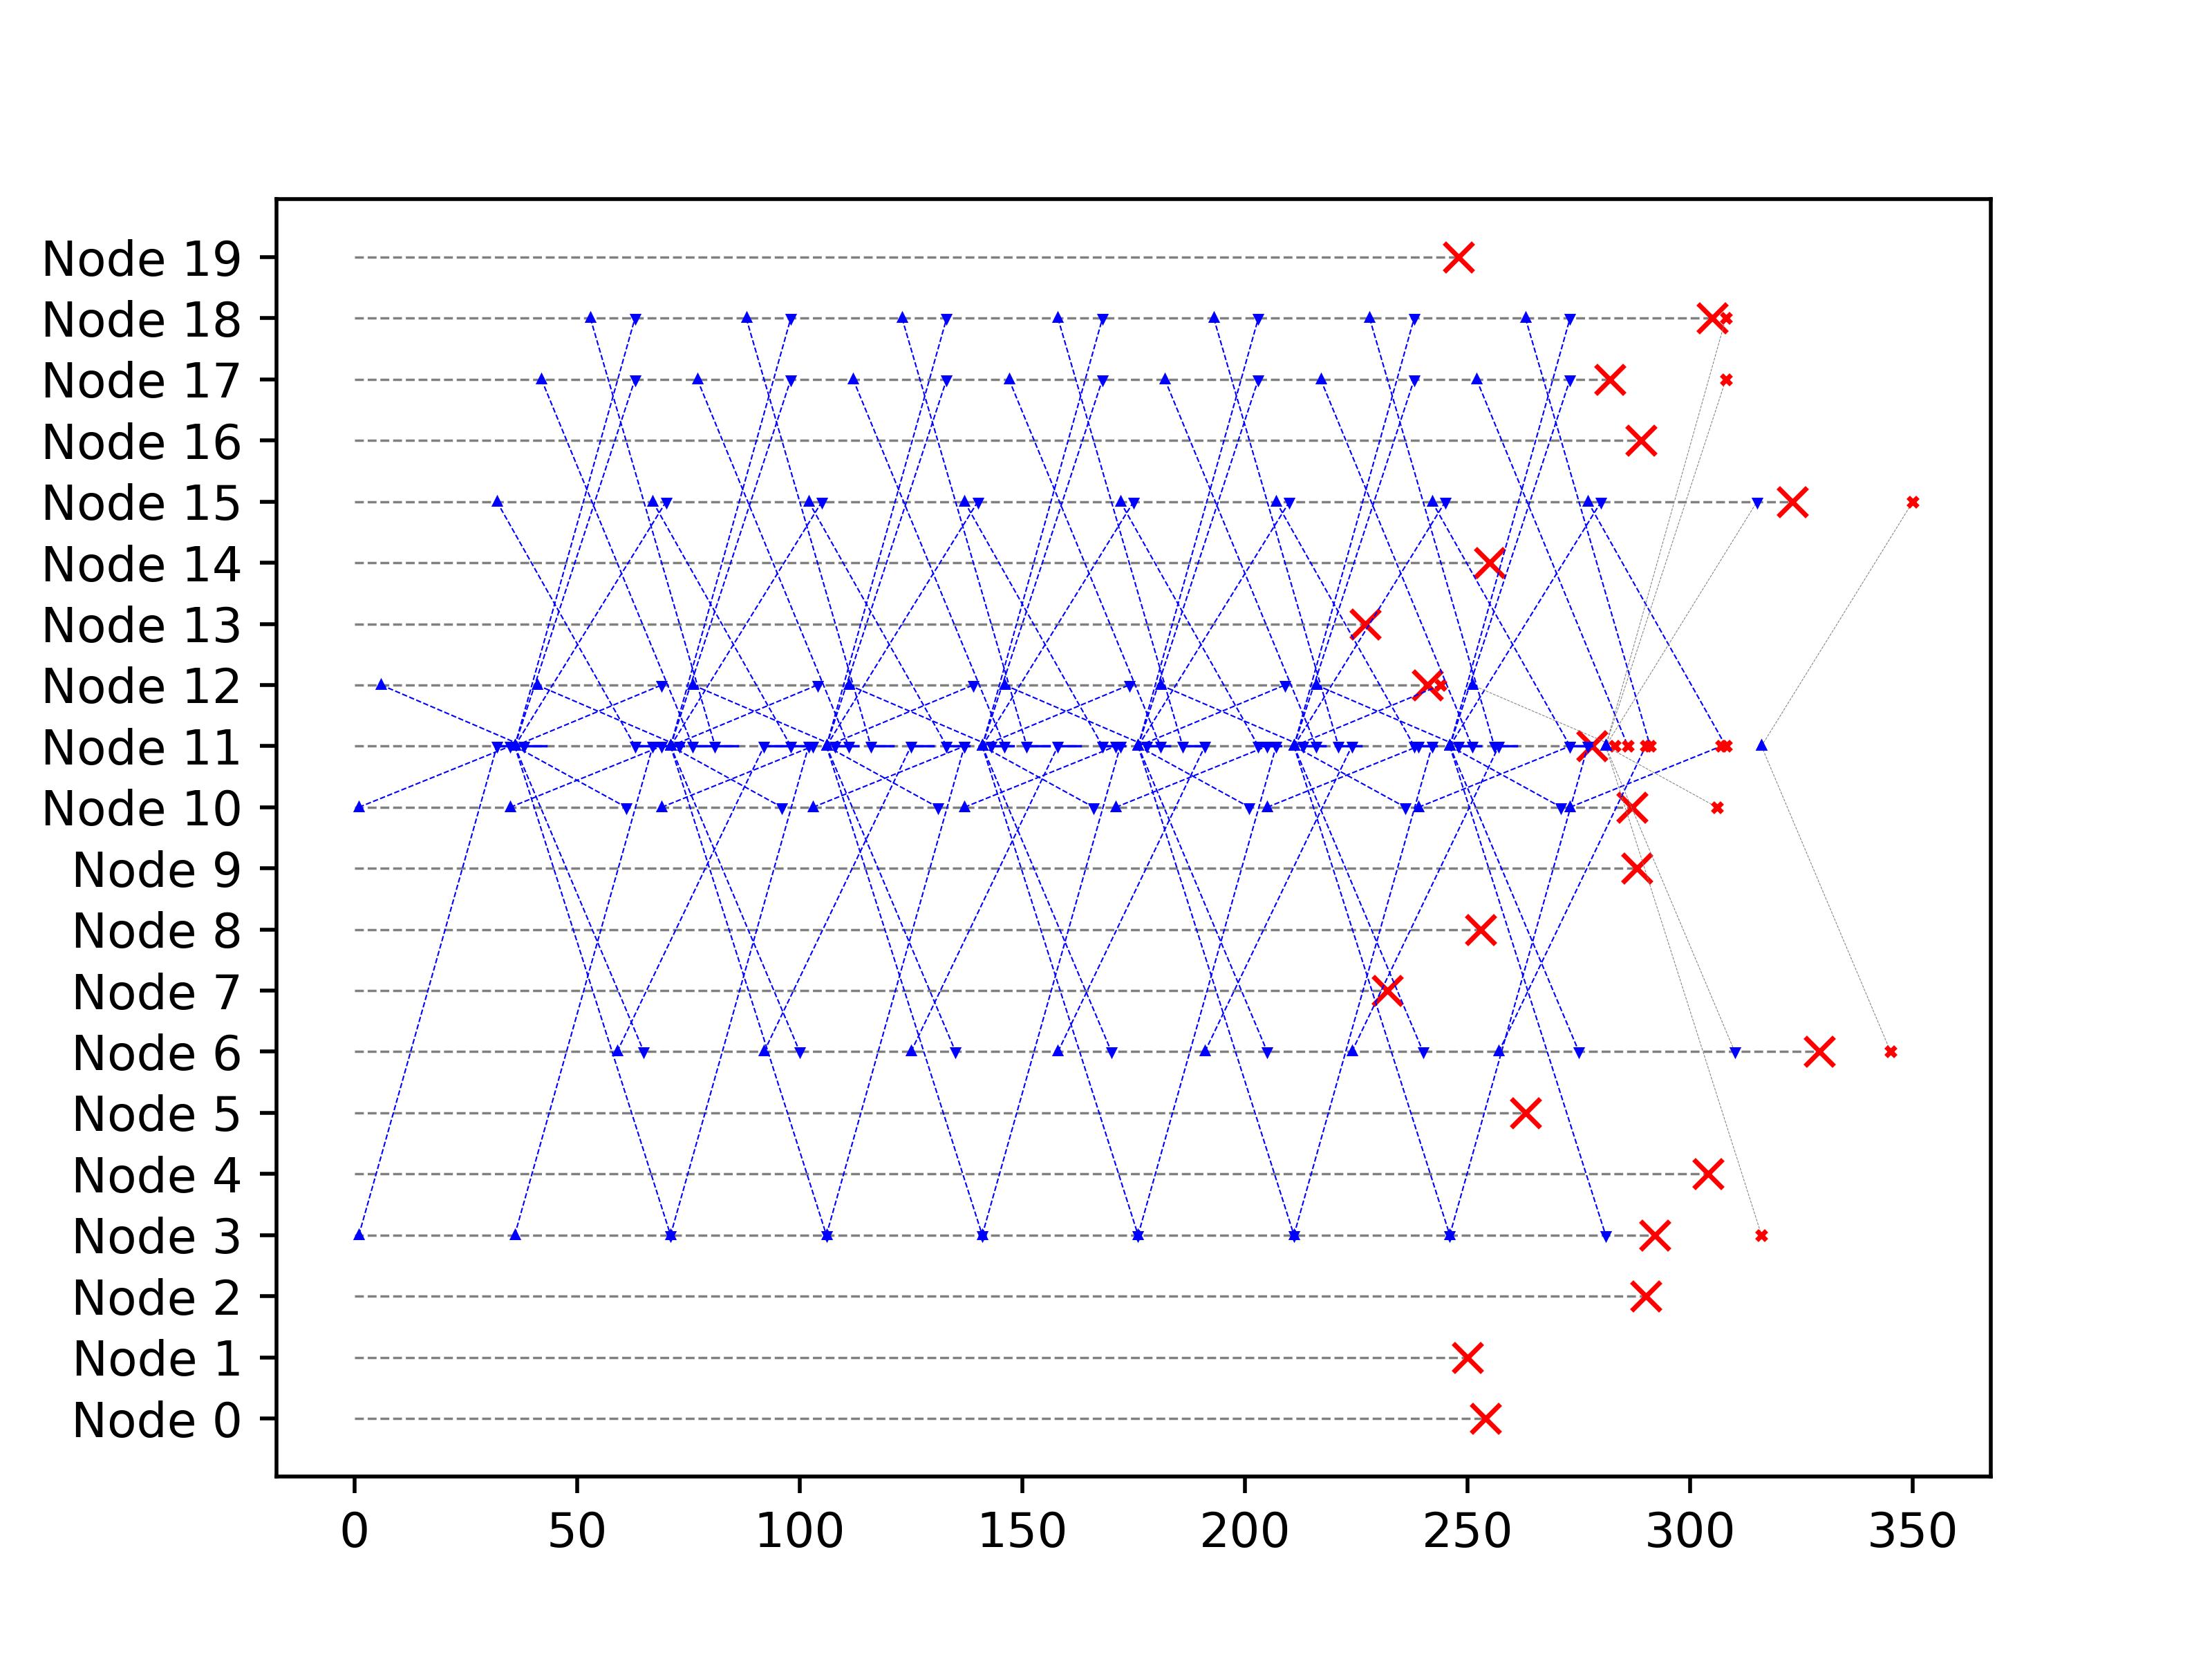 Node 19
Node 18
Node 17
Node 16
Node 15
Node 14
Node 13
Node 12
Node 11
Node 10
Node 9
Node 8
Node 7
Node 6
Node 5
Node 4
Node 3
Node 2
Node 1
Node 0
0 50 100 150 200 250 300 350